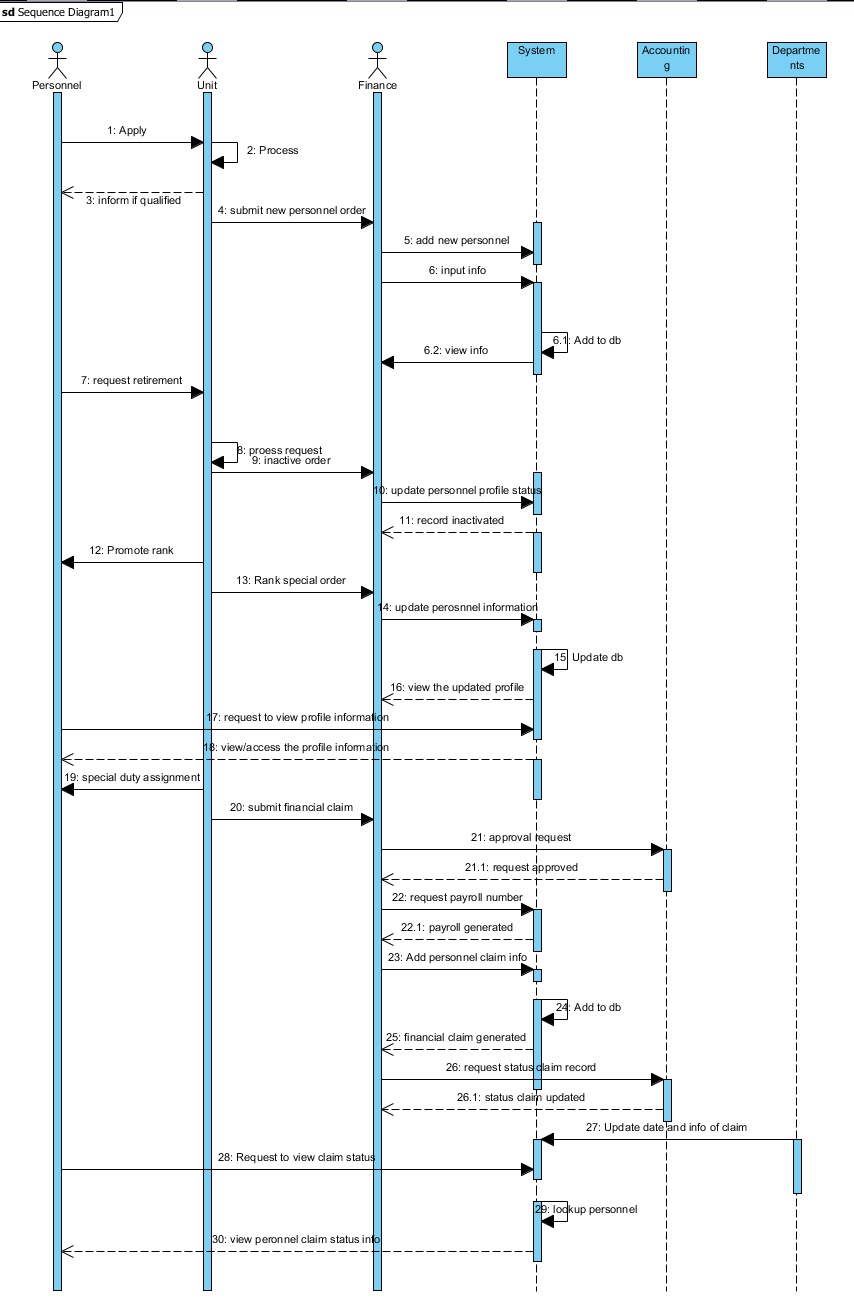 sd Sequence Diagram1
System
Accountin
g
Departme
nts
Personnel
Unit
Finance
1: Apply
2: Process
3: inform if qualified
4: submit new personnel order
5: add new personnel
6: input info
6.1: Add to db
6.2: view info
7: request retirement
8: proess request
9: inactive order
10: update personnel profile status
11: record inactivated
12: Promote rank
13: Rank special order
14: update perosnnel information
15: Update db
16: view the updated profile
17: request to view profile information
18: view/access the profile information
19: special duty assignment
20: submit financial claim
21: approval request
21.1: request approved
22: request payroll number
22.1: payroll generated
23: Add personnel claim info
24: Add to db
25: financial claim generated
26: request status claim record
26.1: status claim updated
27: Update date and info of claim
28: Request to view claim status
29: lookup personnel
30: view peronnel claim status info